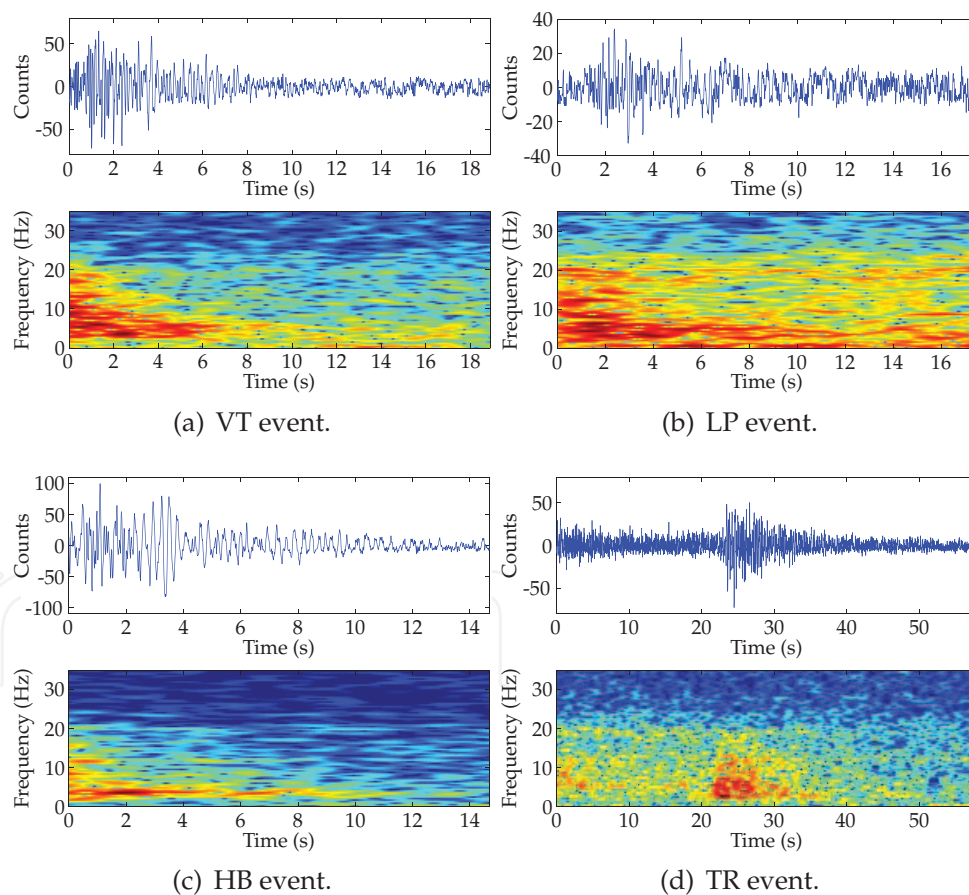 50
0
-50
Counts
0 2 4 6 8 10 12 14 16 18
Time (s)
30
20
10
0
Frequency (Hz)
0 2 4 6 8 10 12 14 16 18
Time (s)
(a) VT event.
40
20
0
-20
40
Counts
0 2 4 6 8 10 12 14 16
Time (s)
30
20
10
0
Frequency (Hz)
0 2 4 6 8 10 12 14 16
Time (s)
(b) LP event.
100
50
0
-50
-100
Counts
0 2 4 6 8 10 12 14
Time (s)
30
20
10
0
Frequency (Hz)
0 2 4 6 8 10 12 14
Time (s)
(c) HB event.
50
0
-50
Counts
0 10 20 30 40 50
Time (s)
30
20
10
0
Frequency (Hz)
0 10 20 30 40 50
Time (s)
(d) TR event.